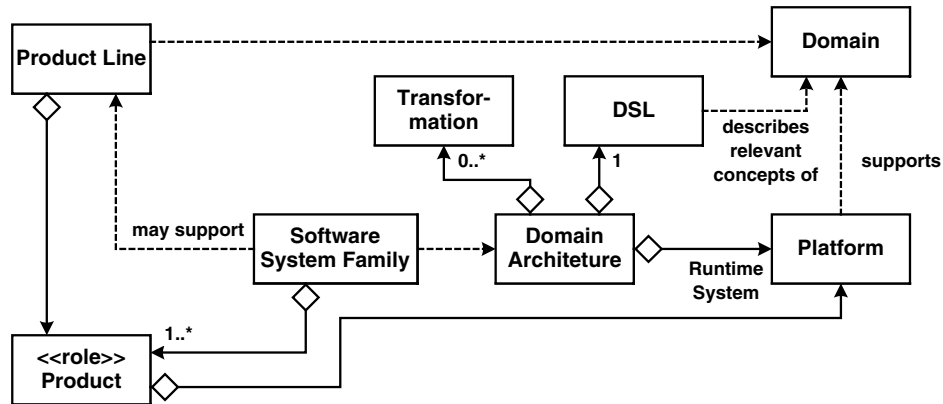 Product Line
Domain
Transfor-
mation
DSL
describes
relevant
concepts of
supports
0..*
1
may support
Software
System Family
Domain
Architeture
Platform
Runtime
System
1..*
<<role>>
Product